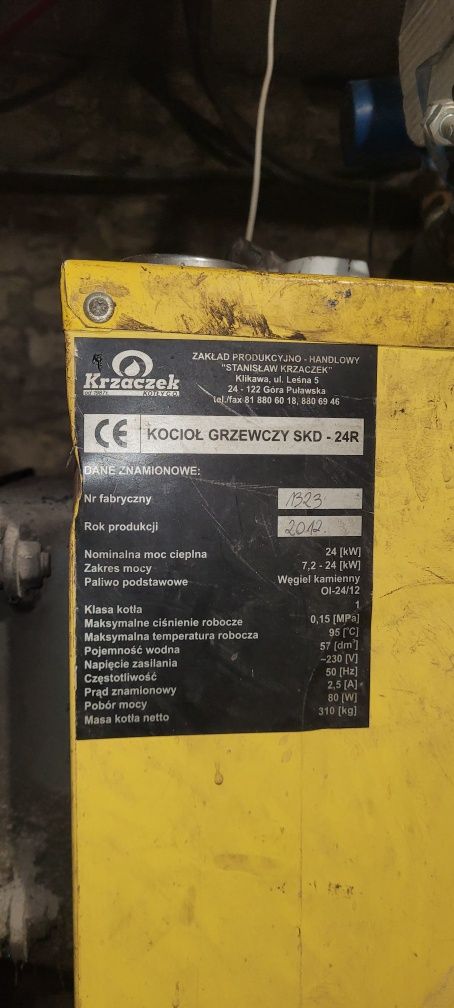 Krzaczek
KOTŁY C.O.
ZAKŁAD PRODUKCYJNO - HANDLOWY
"STANISŁAW KRZACZEK"
Klikawa, ul. Leśna 5
24 - 122 Góra Puławska
tel./fax 81 880 60 18, 880 69 46
CE KOCIOŁ GRZEWCZY SKD - 24R
DANE ZNAMIONOWE:
Nr fabryczny 1323
Rok produkcji 2012.
Nominalna moc cieplna 24 [kW]
Zakres mocy 7,2 - 24 [kW]
Paliwo podstawowe Węgiel kamienny
OI-24/12
Klasa kotła 1
Maksymalne ciśnienie robocze 0,15 [MPa]
Maksymalna temperatura robocza 95 [°C]
Pojemność wodna 57 [dm³]
Napięcie zasilania ~230 [V]
Częstotliwość 50 [Hz]
Prąd znamionowy 2,5 [A]
Pobór mocy 80 [W]
Masa kotła netto 310 [kg]